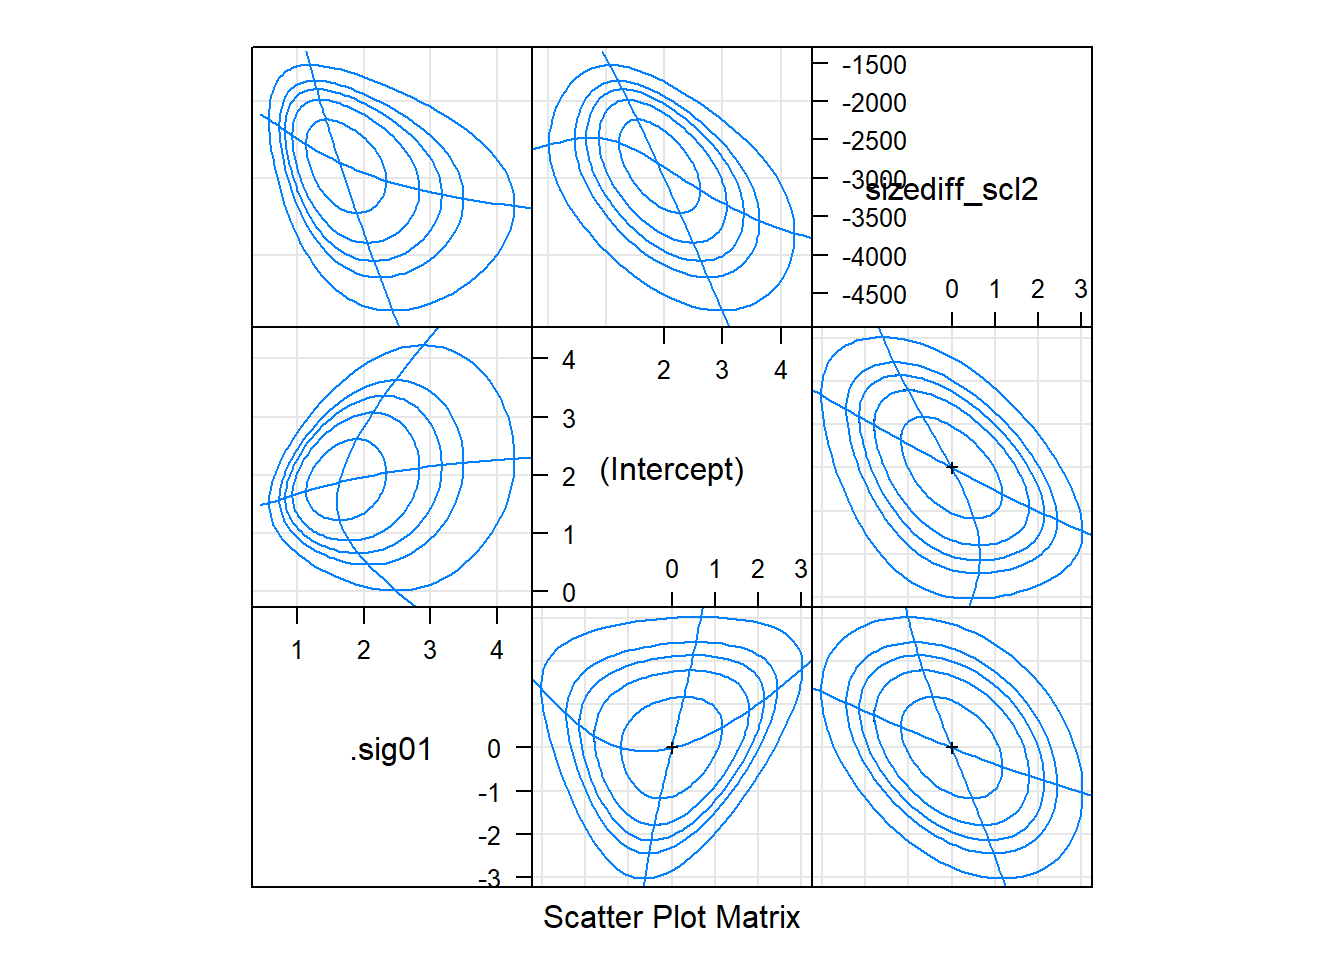 -1500
-2000
-2500
-3000
sizediff_scl2
-3500
-4000
-4500
0 1 2 3
2 3 4
4
3
(Intercept)
2
1
0 1 2 3
0
1 2 3 4
.sig01
0
-1
-2
-3
Scatter Plot Matrix